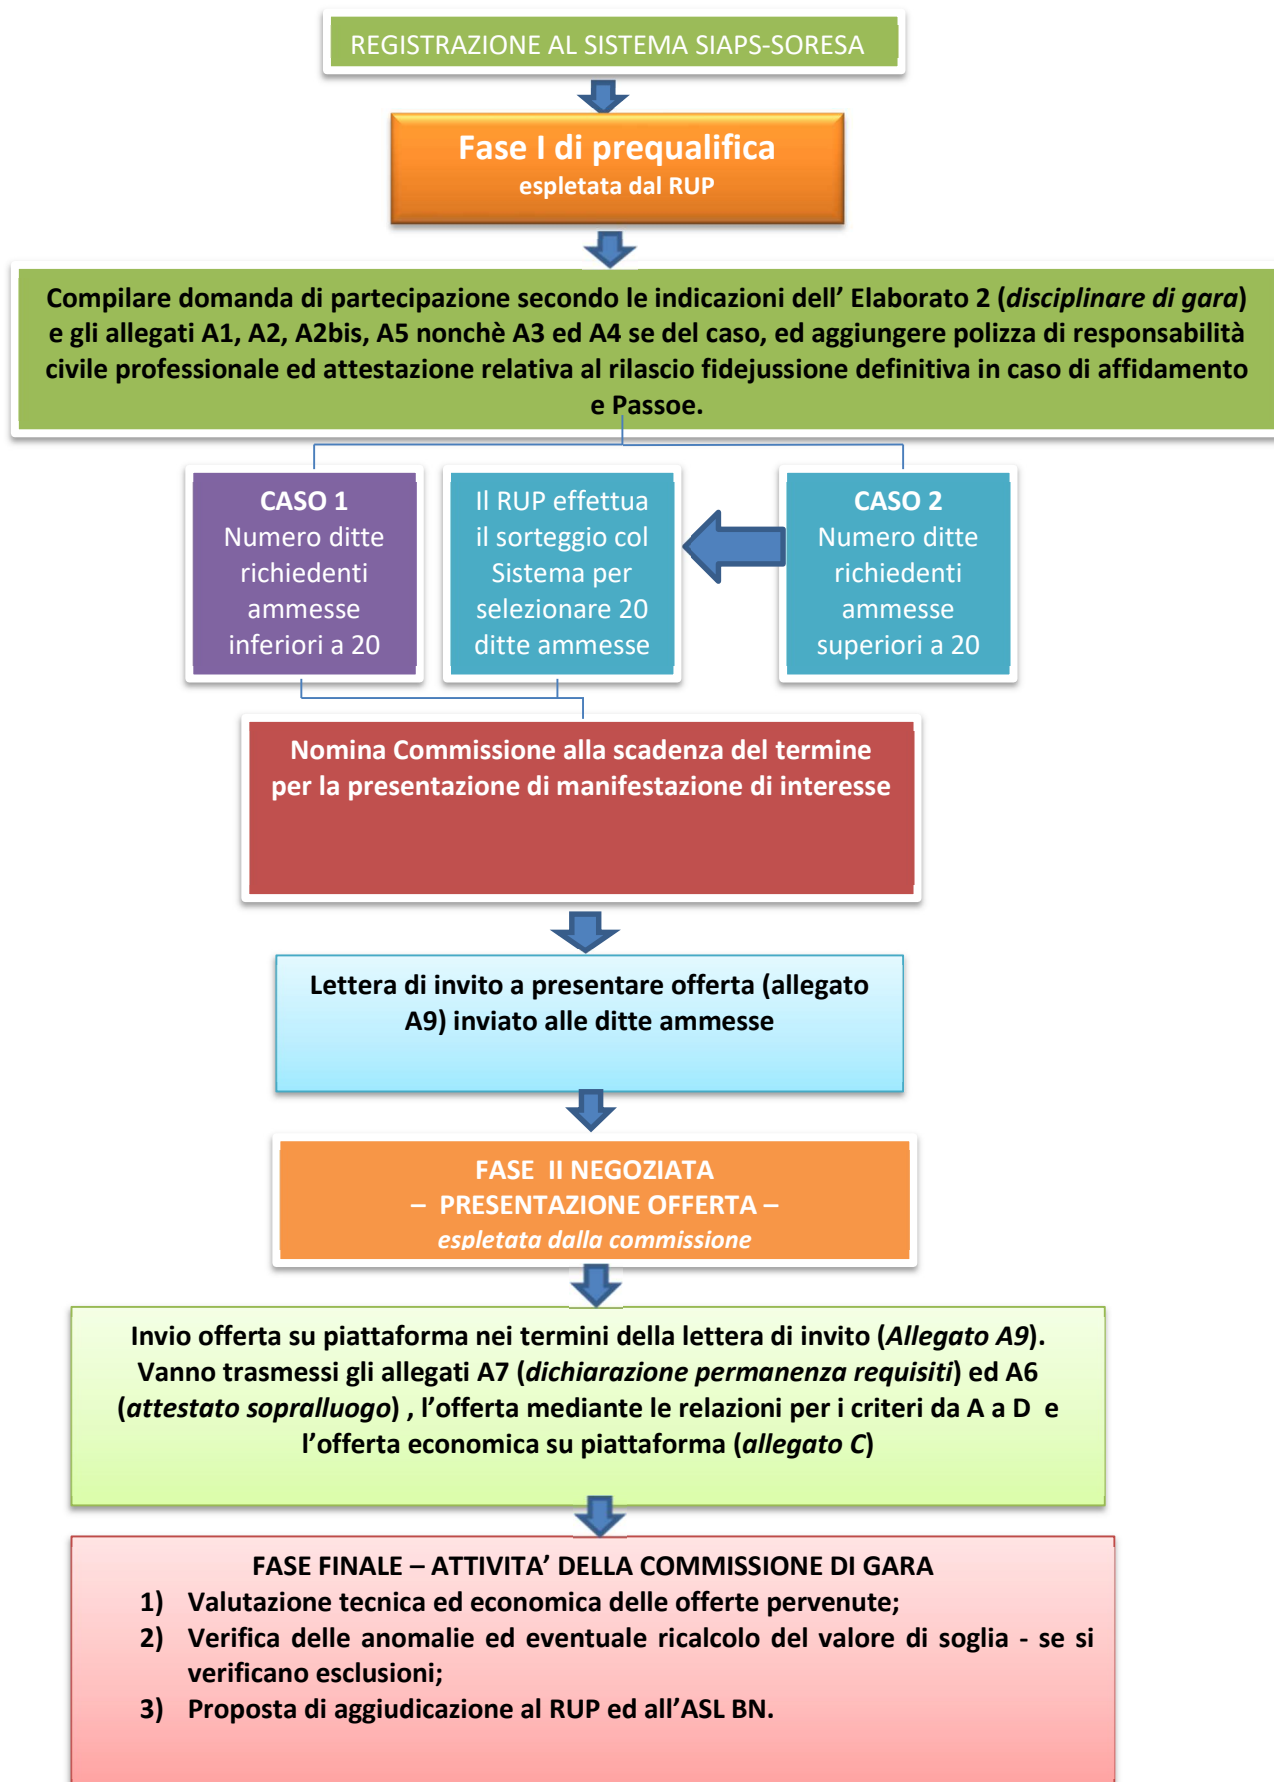 REGISTRAZIONE AL SISTEMA SIAPS-SORESA
Fase I di prequalifica
espletata dal RUP
Compilare domanda di partecipazione secondo le indicazioni dell’ Elaborato 2 (disciplinare di gara)
e gli allegati A1, A2, A2bis, A5 nonchè A3 ed A4 se del caso, ed aggiungere polizza di responsabilità
civile professionale ed attestazione relativa al rilascio fidejussione definitiva in caso di affidamento
e Passoe.
CASO 1
Numero ditte
richiedenti
ammesse
inferiori a 20
Il RUP effettua
il sorteggio col
Sistema per
selezionare 20
ditte ammesse
CASO 2
Numero ditte
richiedenti
ammesse
superiori a 20
Nomina Commissione alla scadenza del termine
per la presentazione di manifestazione di interesse
Lettera di invito a presentare offerta (allegato
A9) inviato alle ditte ammesse
FASE II NEGOZIATA
– PRESENTAZIONE OFFERTA –
espletata dalla commissione
Invio offerta su piattaforma nei termini della lettera di invito (Allegato A9).
Vanno trasmessi gli allegati A7 (dichiarazione permanenza requisiti) ed A6
(attestato sopralluogo) , l’offerta mediante le relazioni per i criteri da A a D e
l’offerta economica su piattaforma (allegato C)
FASE FINALE – ATTIVITA’ DELLA COMMISSIONE DI GARA
1) Valutazione tecnica ed economica delle offerte pervenute;
2) Verifica delle anomalie ed eventuale ricalcolo del valore di soglia - se si
verificano esclusioni;
3) Proposta di aggiudicazione al RUP ed all’ASL BN.